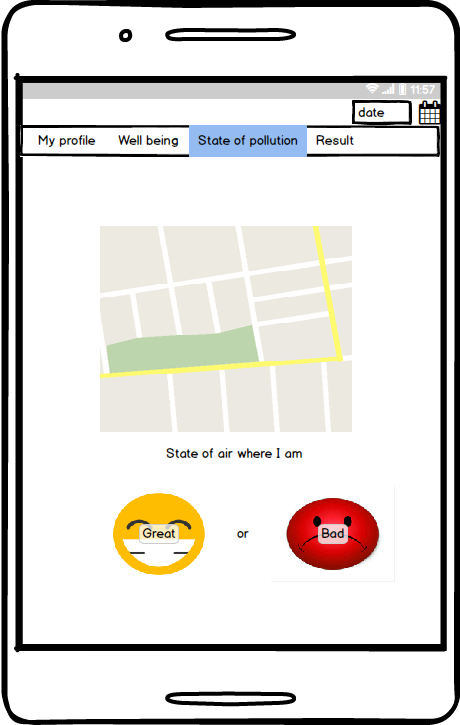 11:57
date
My profile Well being State of pollution Result
State of air where I am
Great or Bad